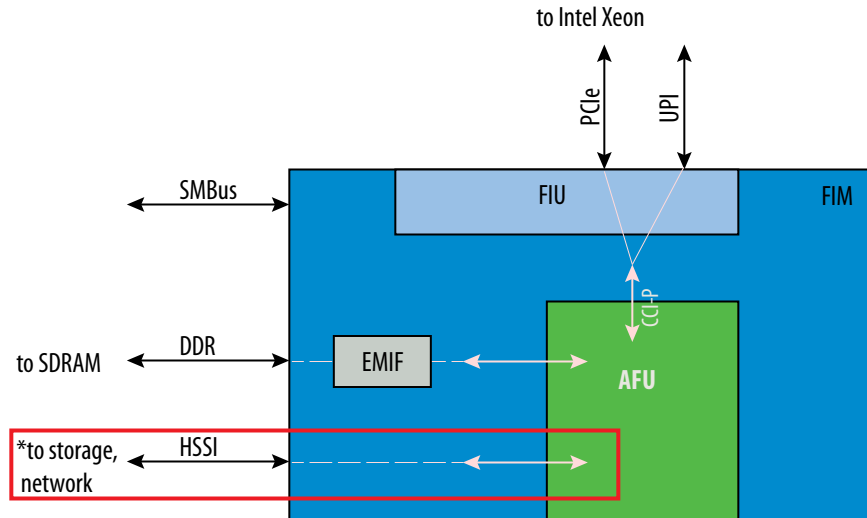 to Intel Xeon
PCIe
UPI
SMBus
FIU
FIM
CCI-P
to SDRAM
DDR
EMIF
AFU
*to storage,
network
HSSI